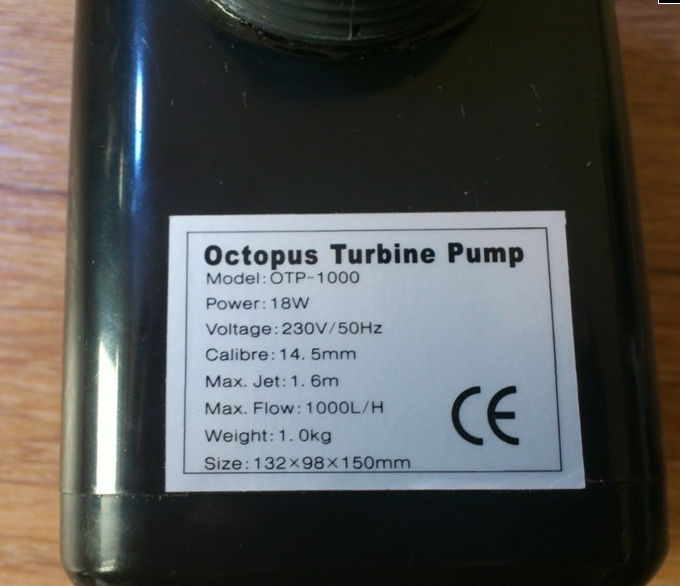 Octopus Turbine Pump
Model:OTP-1000
Power:18W
Voltage:230V/50Hz
Calibre:14.5mm
Max. Jet:1.6m
Max. Flow:1000L/H
Weight:1.0kg
Size:132×98×150mm
CE